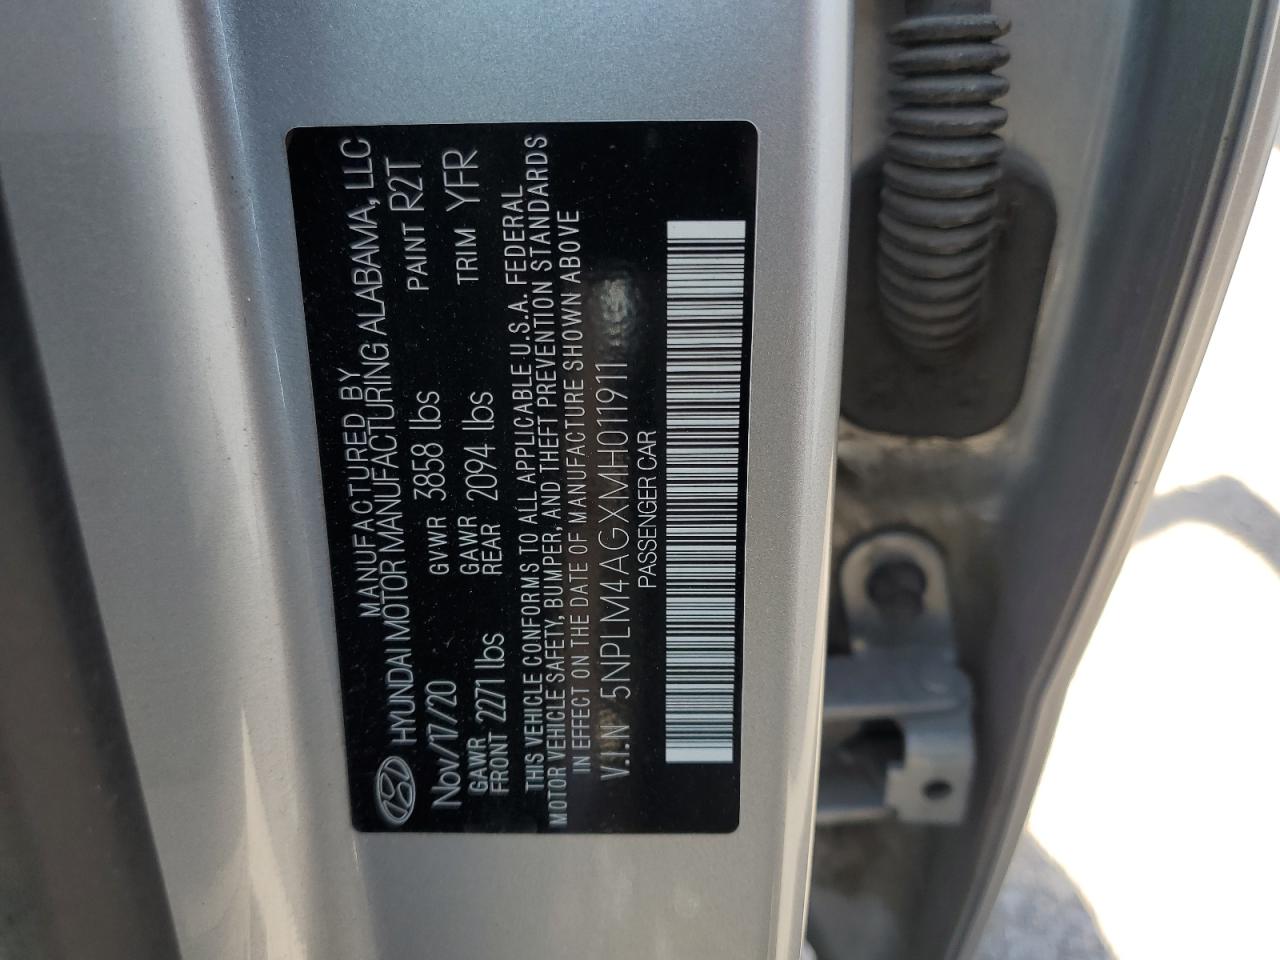 MANUFACTURED BY
HYUNDAI MOTOR MANUFACTURING ALABAMA, LLC
Nov/17/20 GVWR 3858 lbs PAINT R2T
GAWR FRONT 2271 lbs GAWR REAR 2094 lbs TRIM YFR
THIS VEHICLE CONFORMS TO ALL APPLICABLE U.S.A. FEDERAL
MOTOR VEHICLE SAFETY, BUMPER, AND THEFT PREVENTION STANDARDS
IN EFFECT ON THE DATE OF MANUFACTURE SHOWN ABOVE
V.I.N 5NPLM4AGXMH011911
PASSENGER CAR